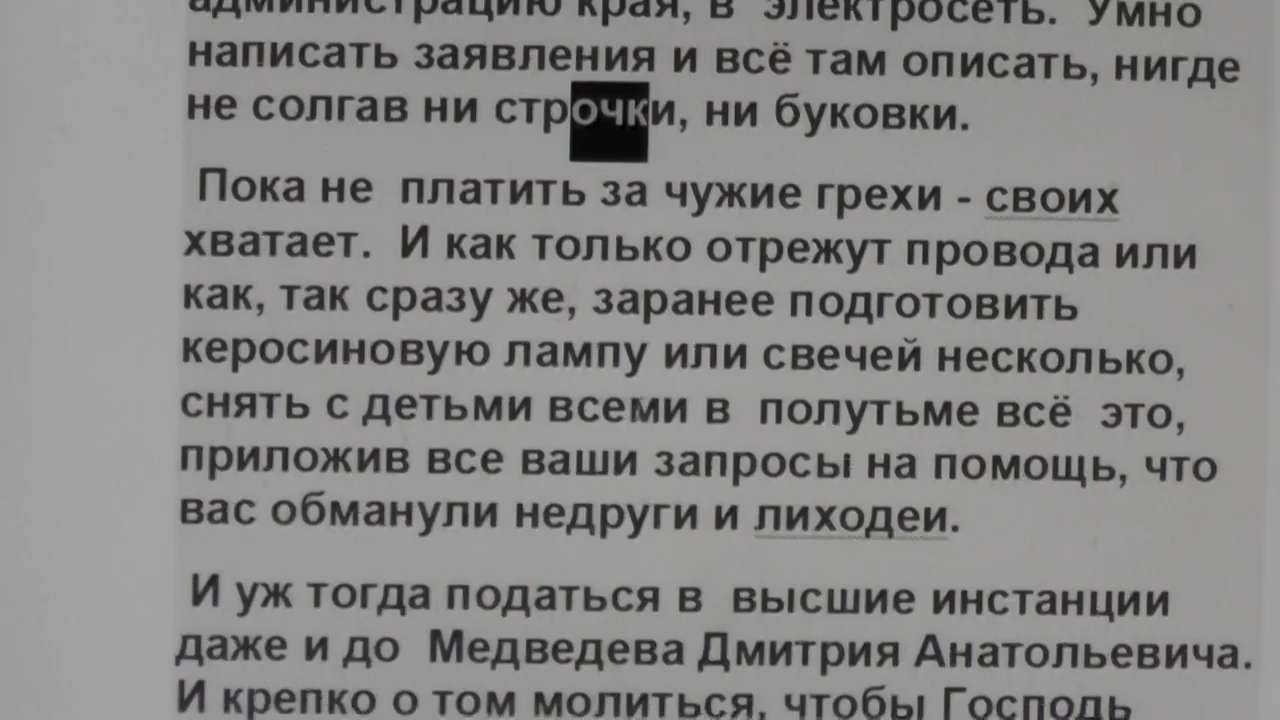 администрацию края, в электросеть. Умно
написать заявления и всё там описать, нигде
не солгав ни строчки, ни буковки.
Пока не платить за чужие грехи - своих
хватает. И как только отрежут провода или
как, так сразу же, заранее подготовить
керосиновую лампу или свечей несколько,
снять с детьми всеми в полутьме всё это,
приложив все ваши запросы на помощь, что
вас обманули недруги и лиходеи.
И уж тогда податься в высшие инстанции
даже и до Медведева Дмитрия Анатольевича.
И крепко о том молиться, чтобы Господь